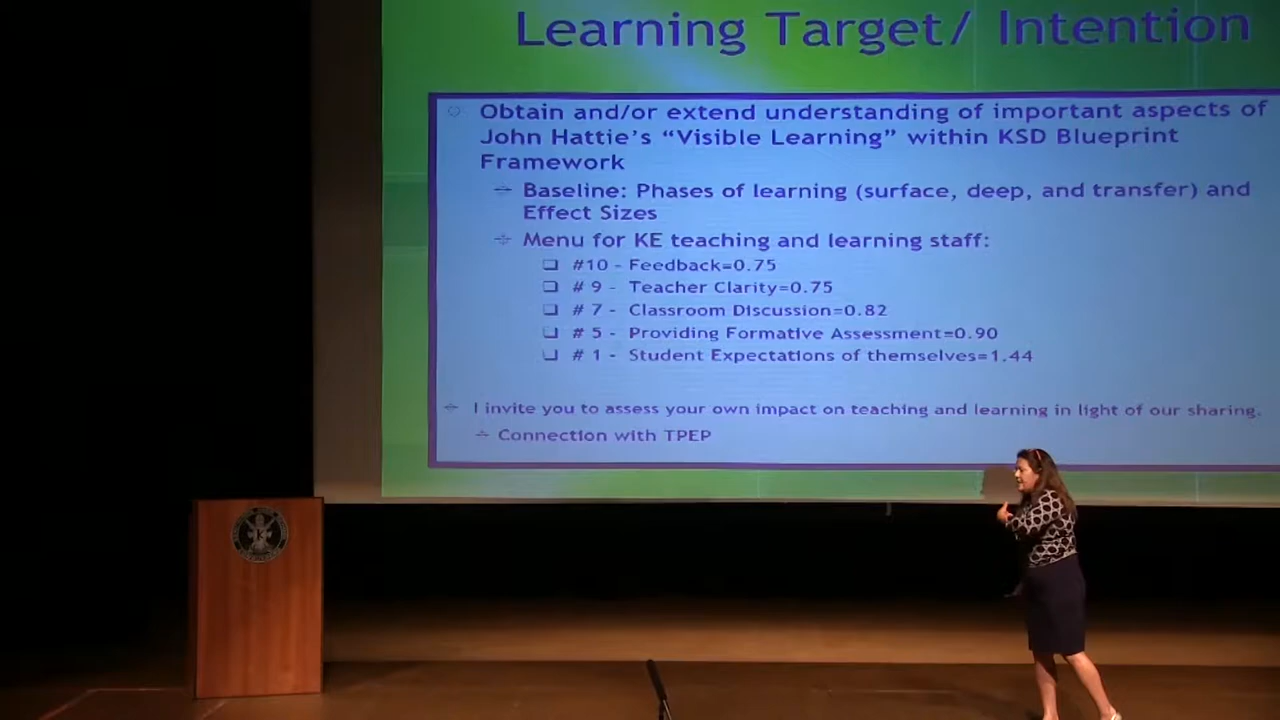 Learning Target/ Intention
Obtain and/or extend understanding of important aspects of
John Hattie's "Visible Learning" within KSD Blueprint
Framework
Baseline: Phases of learning (surface, deep, and transfer) and
Effect Sizes
Menu for KE teaching and learning staff:
❑ #10 - Feedback=0.75
❑ # 9 - Teacher Clarity=0.75
❑ # 7 - Classroom Discussion=0.82
❑ # 5 - Providing Formative Assessment=0.90
❑ # 1 - Student Expectations of themselves=1.44
I invite you to assess your own impact on teaching and learning in light of our sharing.
Connection with TPEP
K